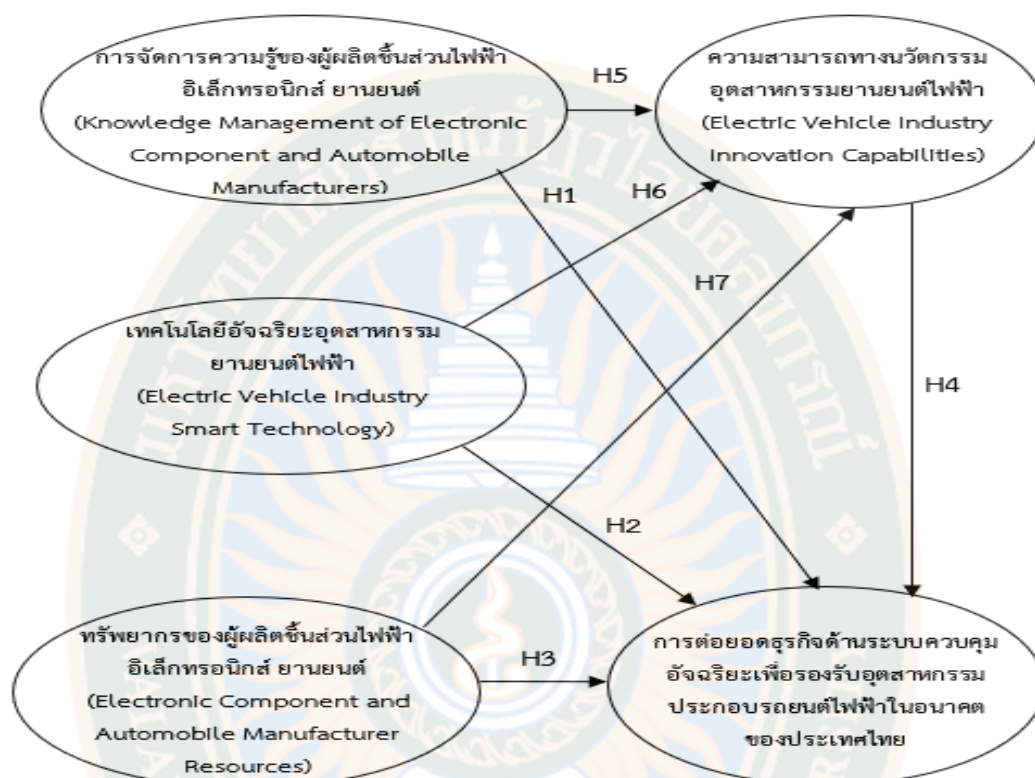 การจัดการความรู้ของผู้ผลิตชิ้นส่วนไฟฟ้า
อิเล็กทรอนิกส์ ยานยนต์
(Knowledge Management of Electronic
Component and Automobile
Manufacturers)
H5
ความสามารถทางนวัตกรรม
อุตสาหกรรมยานยนต์ไฟฟ้า
(Electric Vehicle Industry
Innovation Capabilities)
H1
H6
H7
เทคโนโลยีอัจฉริยะอุตสาหกรรม
ยานยนต์ไฟฟ้า
(Electric Vehicle Industry
Smart Technology)
H4
H2
ทรัพยากรของผู้ผลิตชิ้นส่วนไฟฟ้า
อิเล็กทรอนิกส์ ยานยนต์
(Electronic Component and
Automobile Manufacturer
Resources)
H3
การต่อยอดธุรกิจด้านระบบควบคุม
อัจฉริยะเพื่อรองรับอุตสาหกรรม
ประกอบรถยนต์ไฟฟ้าในอนาคต
ของประเทศไทย